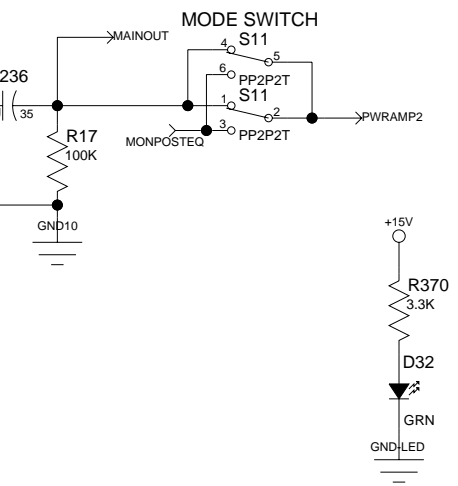 MODE SWITCH
MAINOUT
4
S11
5
6
PP2P2T
236
35
1
S11
2
3
PP2P2T
PWRAMP2
MONPOSTEQ
R17
100K
GND10
+15V
R370
3.3K
D32
GRN
GND-LED